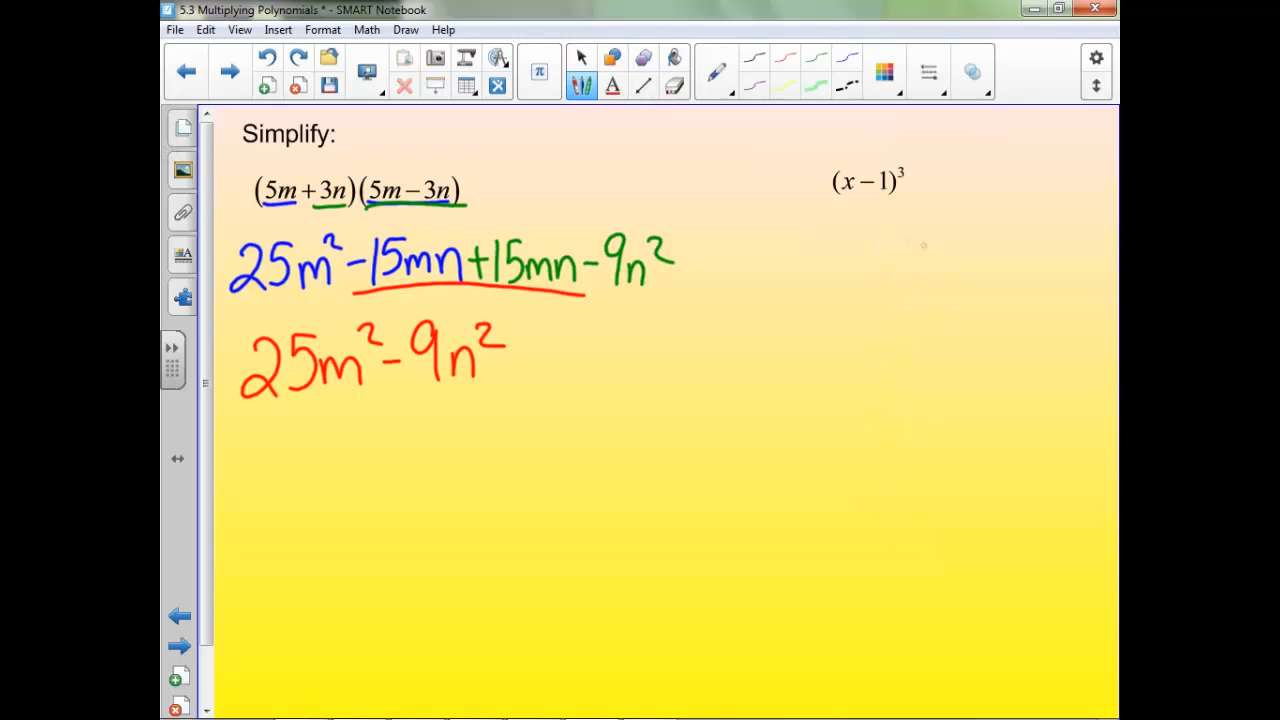 5.3 Multiplying Polynomials * - SMART Notebook
File Edit View Insert Format Math Draw Help
Simplify:
(5m + 3n)(5m − 3n)
(x − 1)³
25m² - 15mn + 15mn - 9n²
25m² - 9n²